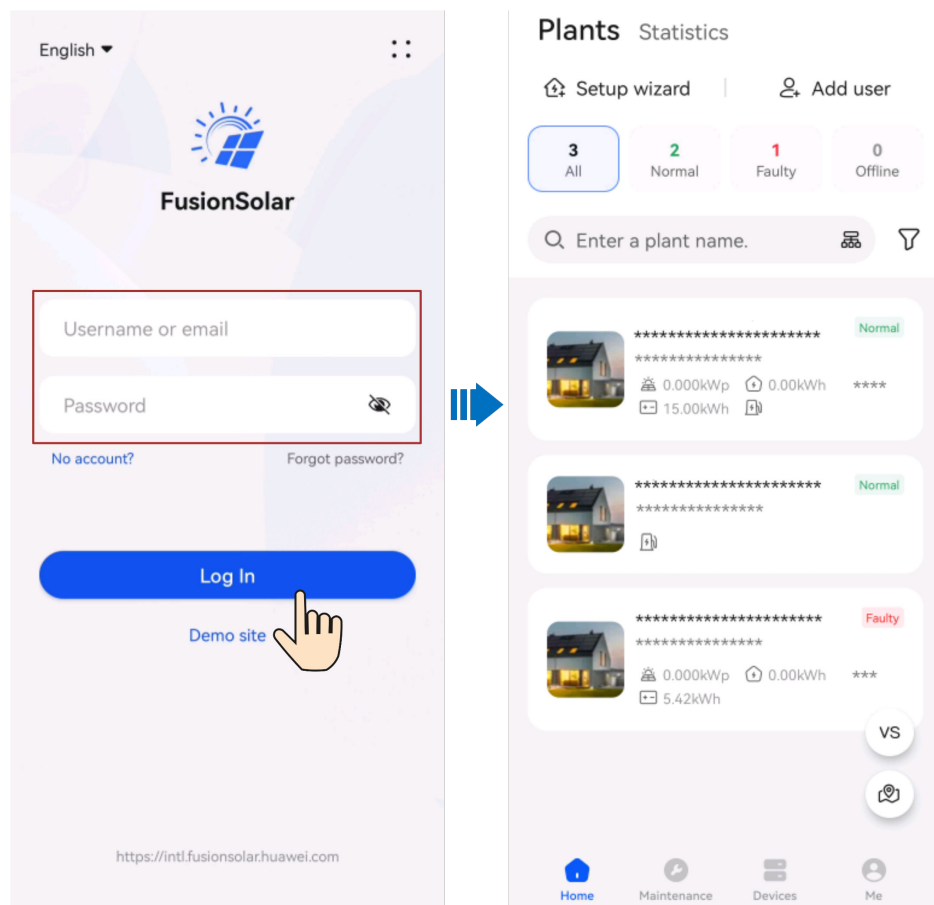 English
FusionSolar
Username or email
Password
No account? Forgot password?
Log In
Demo site
https://intl.fusionsolar.huawei.com
Plants Statistics
Setup wizard Add user
3 2 1 0
All Normal Faulty Offline
Enter a plant name.
********************** Normal
***************
0.000kWp 0.00kWh ****
15.00kWh
********************** Normal
***************
********************** Faulty
***************
0.000kWp 0.00kWh ***
5.42kWh
VS
Home Maintenance Devices Me